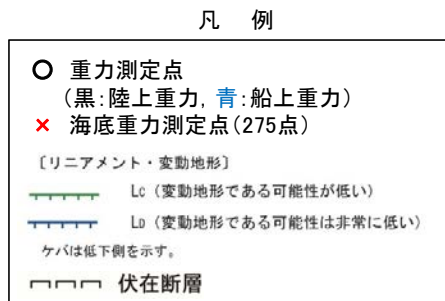 凡 例
重力測定点
(黒:陸上重力, 青:船上重力)
海底重力測定点(275点)
〔リニアメント・変動地形〕
LC (変動地形である可能性が低い)
LD (変動地形である可能性は非常に低い)
ケバは低下側を示す。
伏在断層